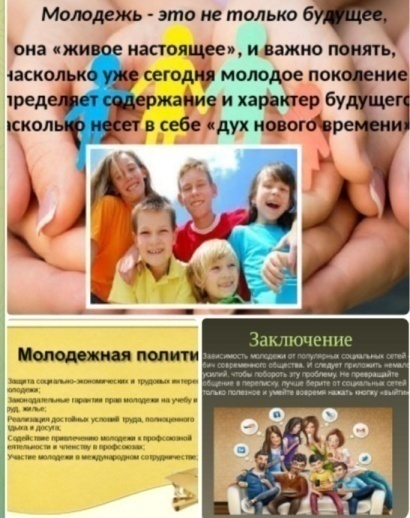 Молодежь - это не только будущее,
она «живое настоящее», и важно понять,
насколько уже сегодня молодое поколение
пределяет содержание и характер будущего
асколько несет в себе «дух нового времени»
Молодежная полити
Защита социально-экономических и трудовых интере
олодежи;
Законодательные гарантии прав молодежи на учебу и
руд, жилье;
Реализация достойных условий труда, полноценного
тдыха и досуга;
Содействие привлечению молодежи к профсоюзной
еятельности и членству в профсоюзах;
Участие молодежи в международном сотрудничестве;
Заключение
Зависимость молодежи от популярных социальных сетей -
бич современного общества. И следует приложить немало
усилий, чтобы побороть эту проблему. Не превращайте
общение в переписку, лучше берите от социальных сетей
только полезное и умейте вовремя нажать кнопку «выйти»